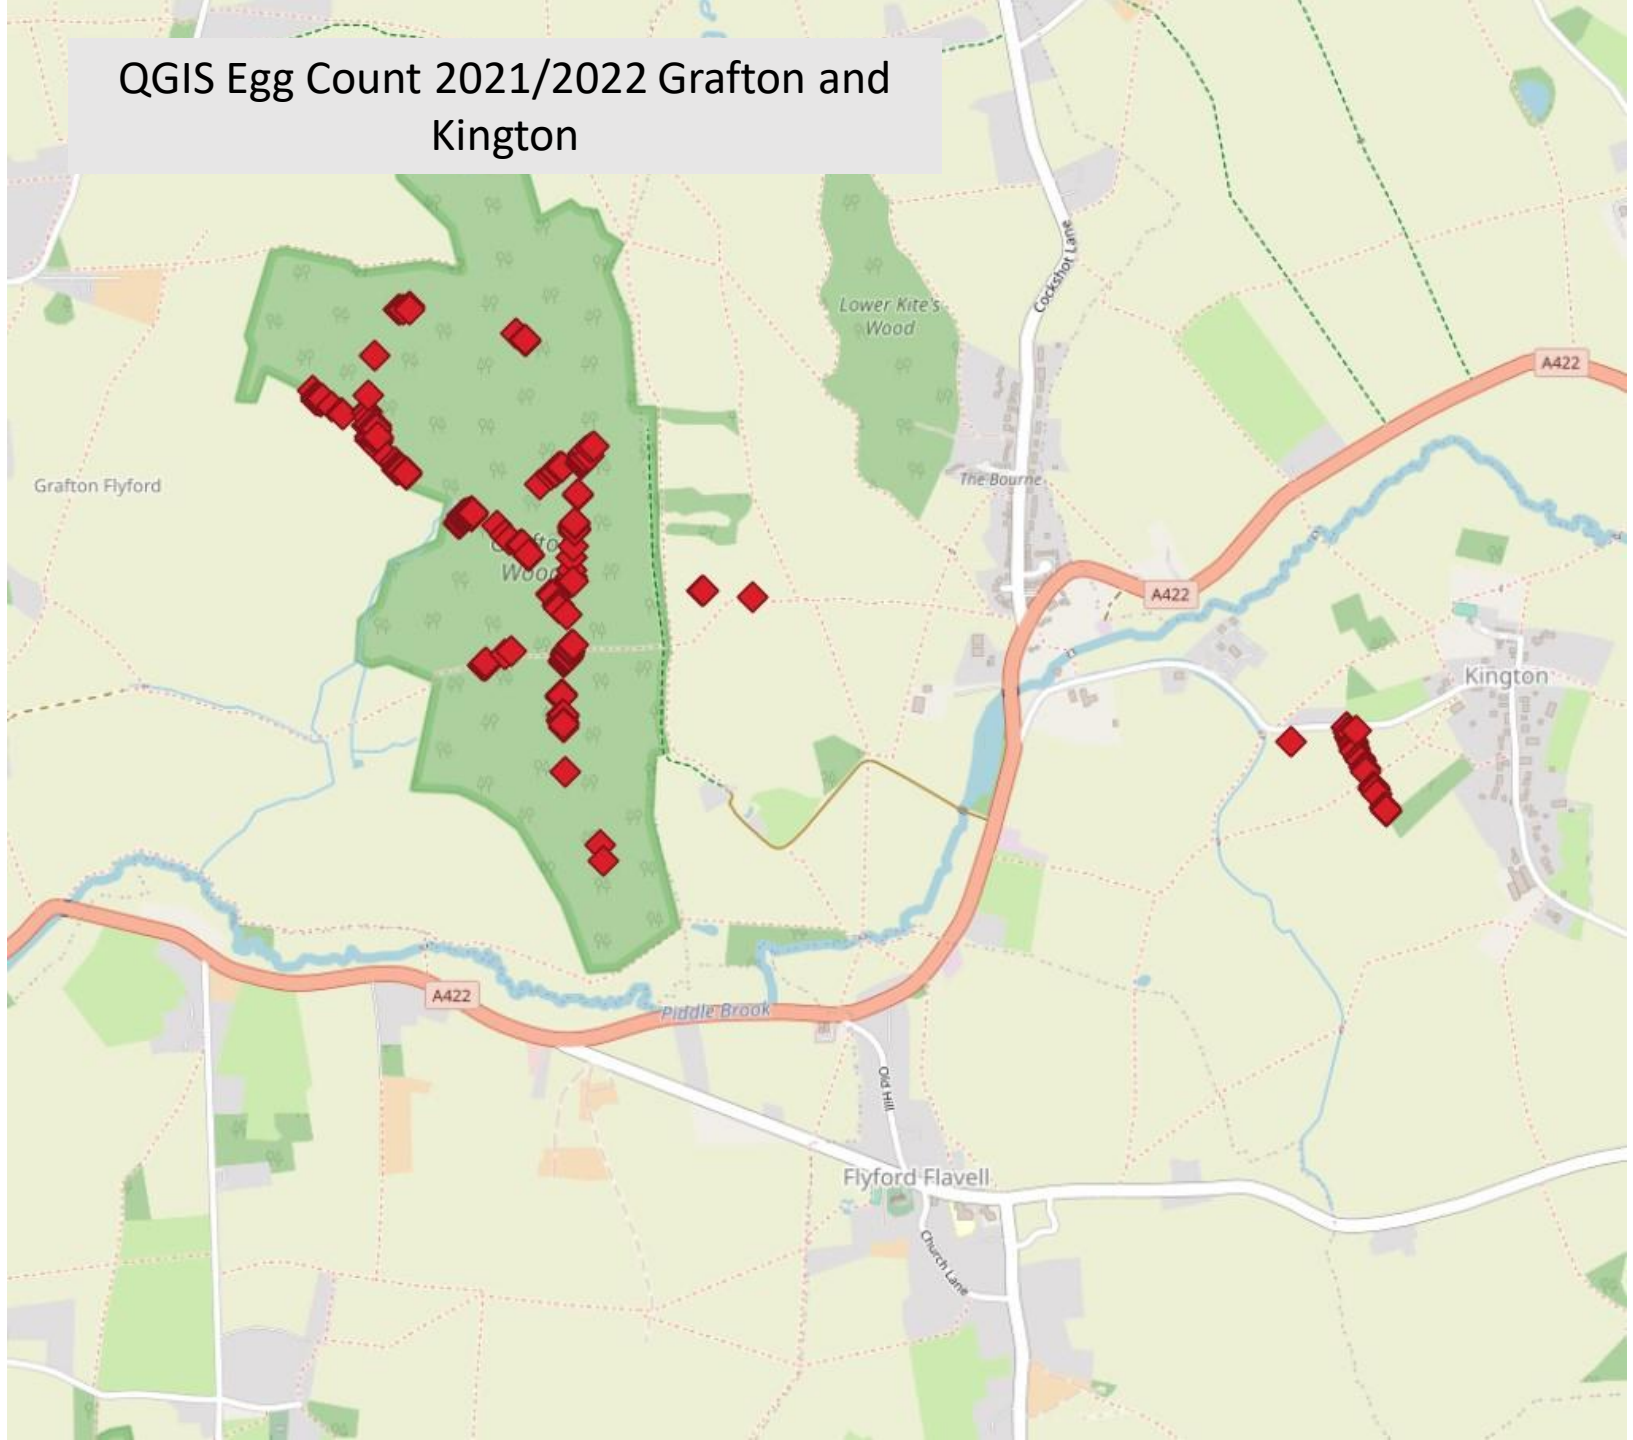 QGIS Egg Count 2021/2022 Grafton and
Kington
Cockshot Lane
Lower Kite's
Wood
A422
The Bourne
Grafton Flyford
Wood
A422
Kington
A422
Piddle Brook
Old Hill
Flyford Flavell
Church Lane